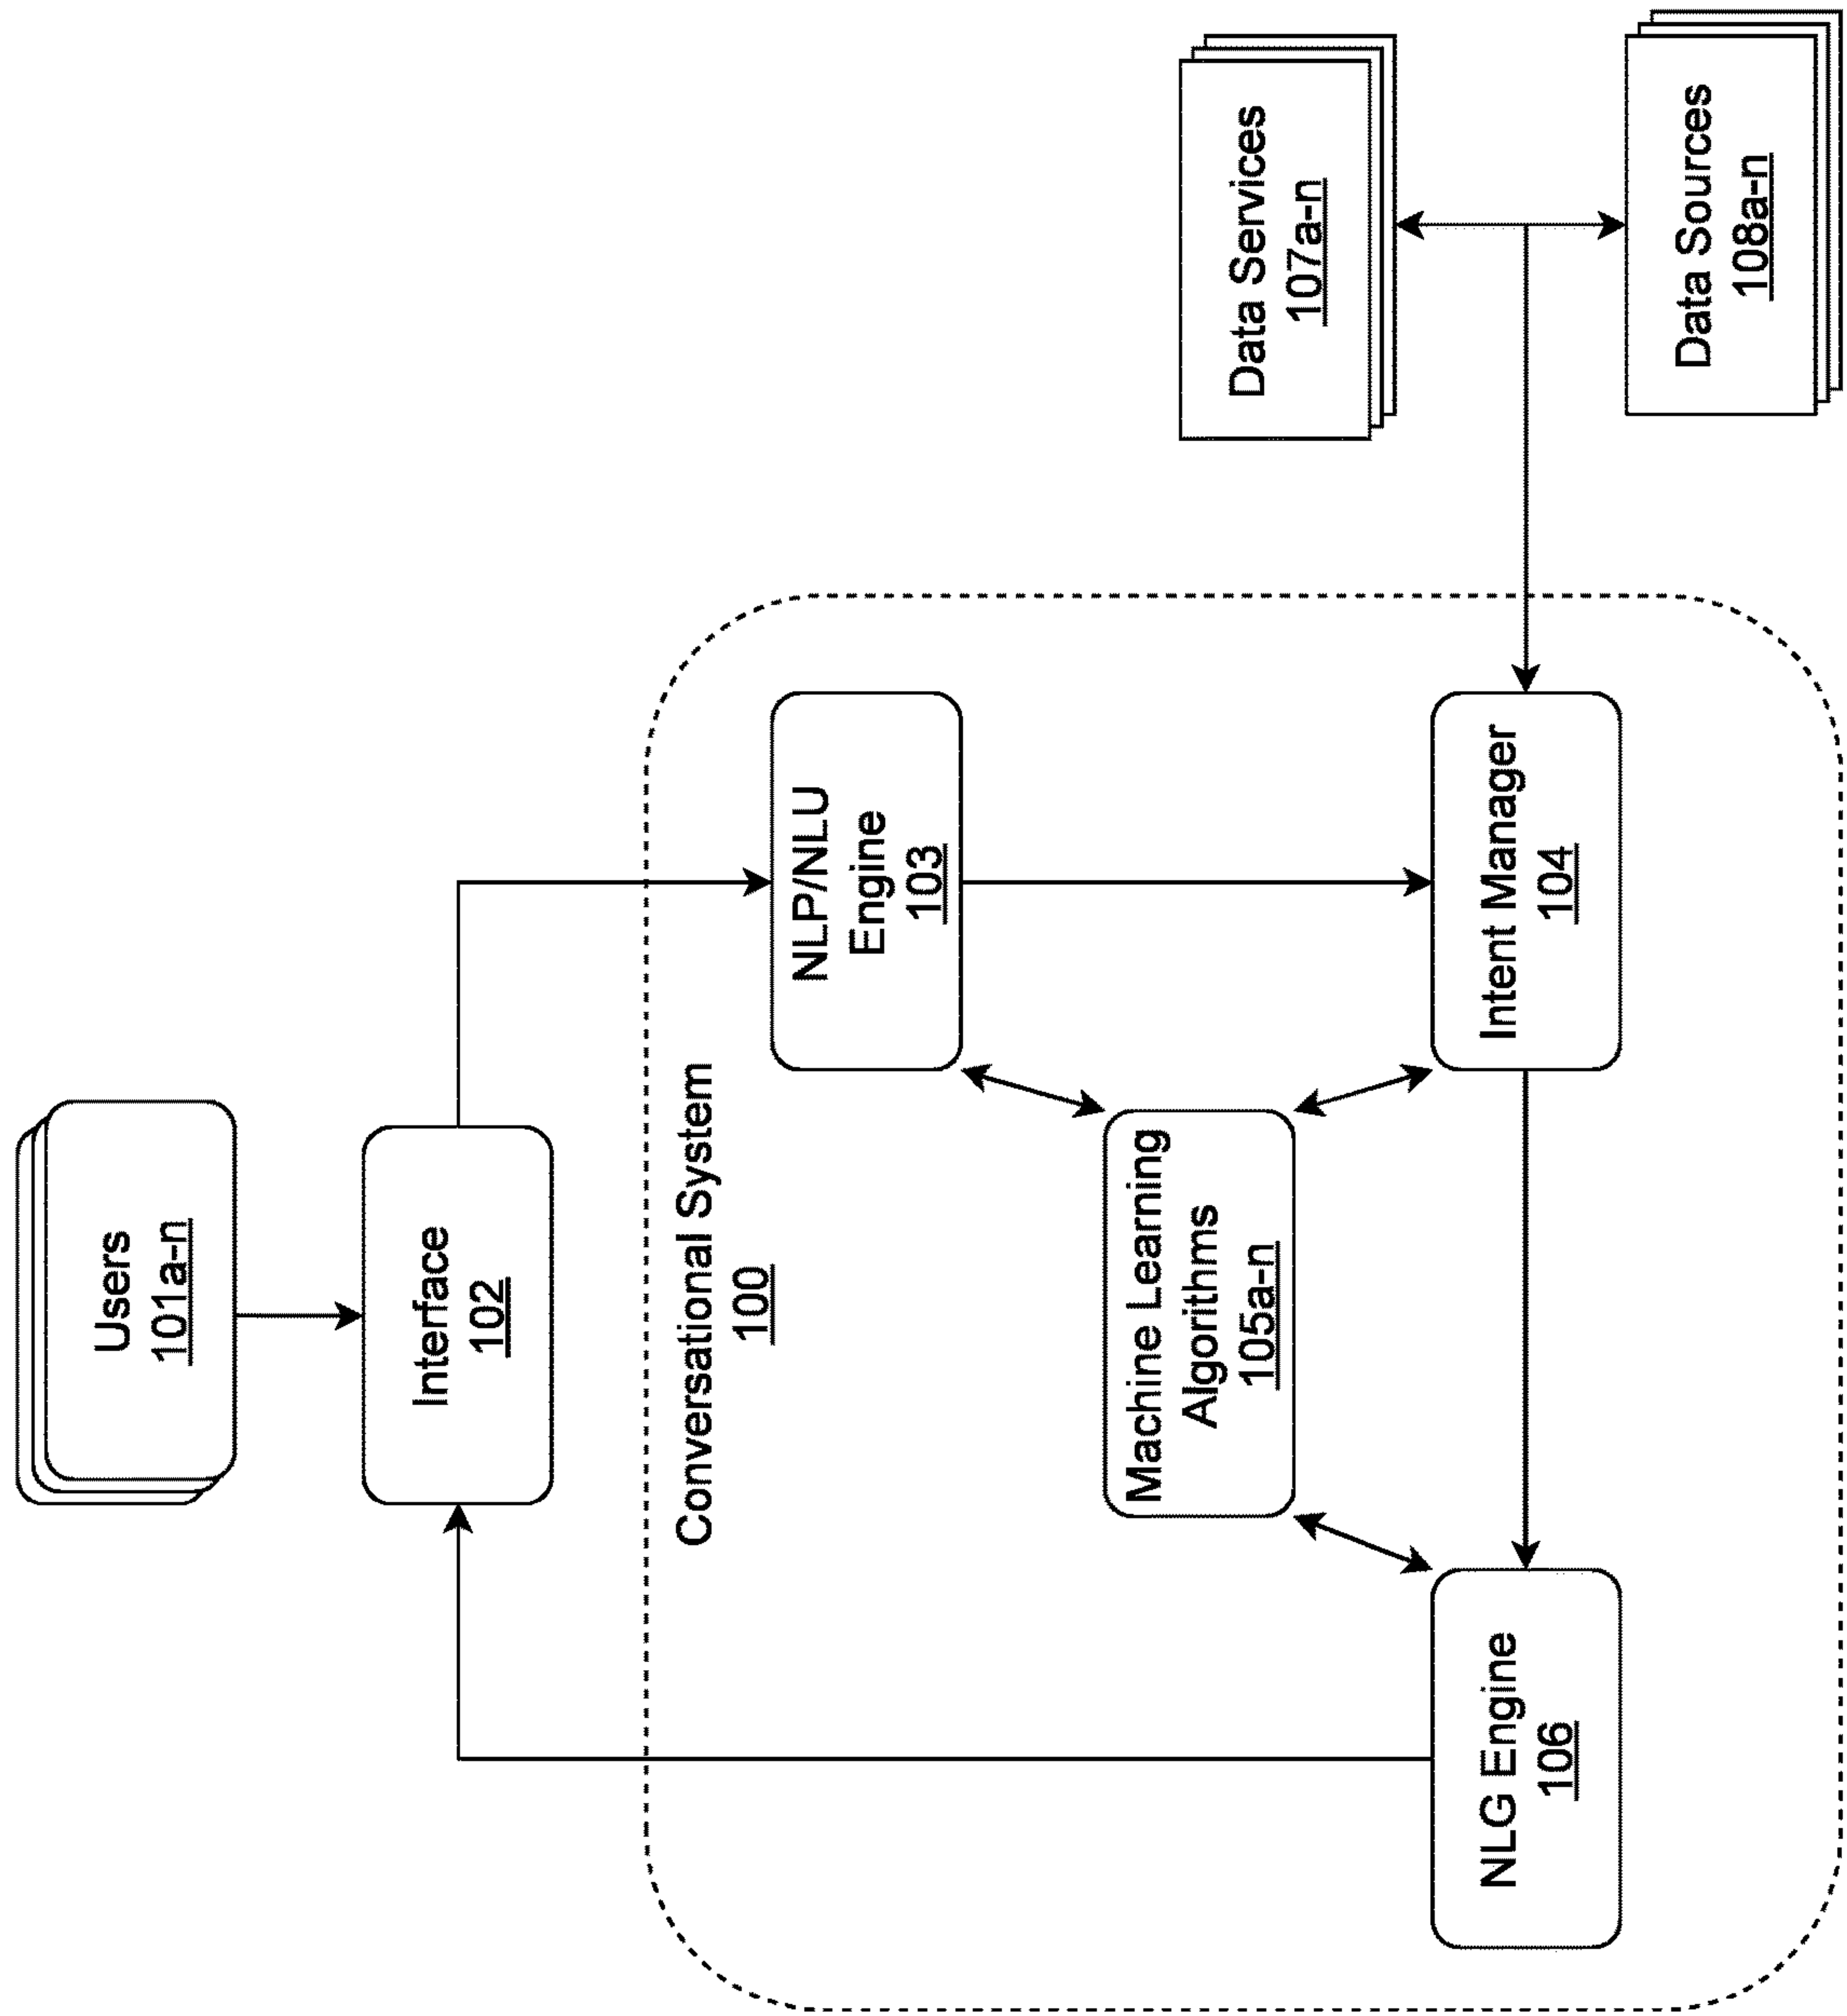 Users
101a-n
Interface
102
Conversational System
100
NLP/NLU
Engine
103
Machine Learning
Algorithms
105a-n
NLG Engine
106
Intent Manager
104
Data Services
107a-n
Data Sources
108a-n